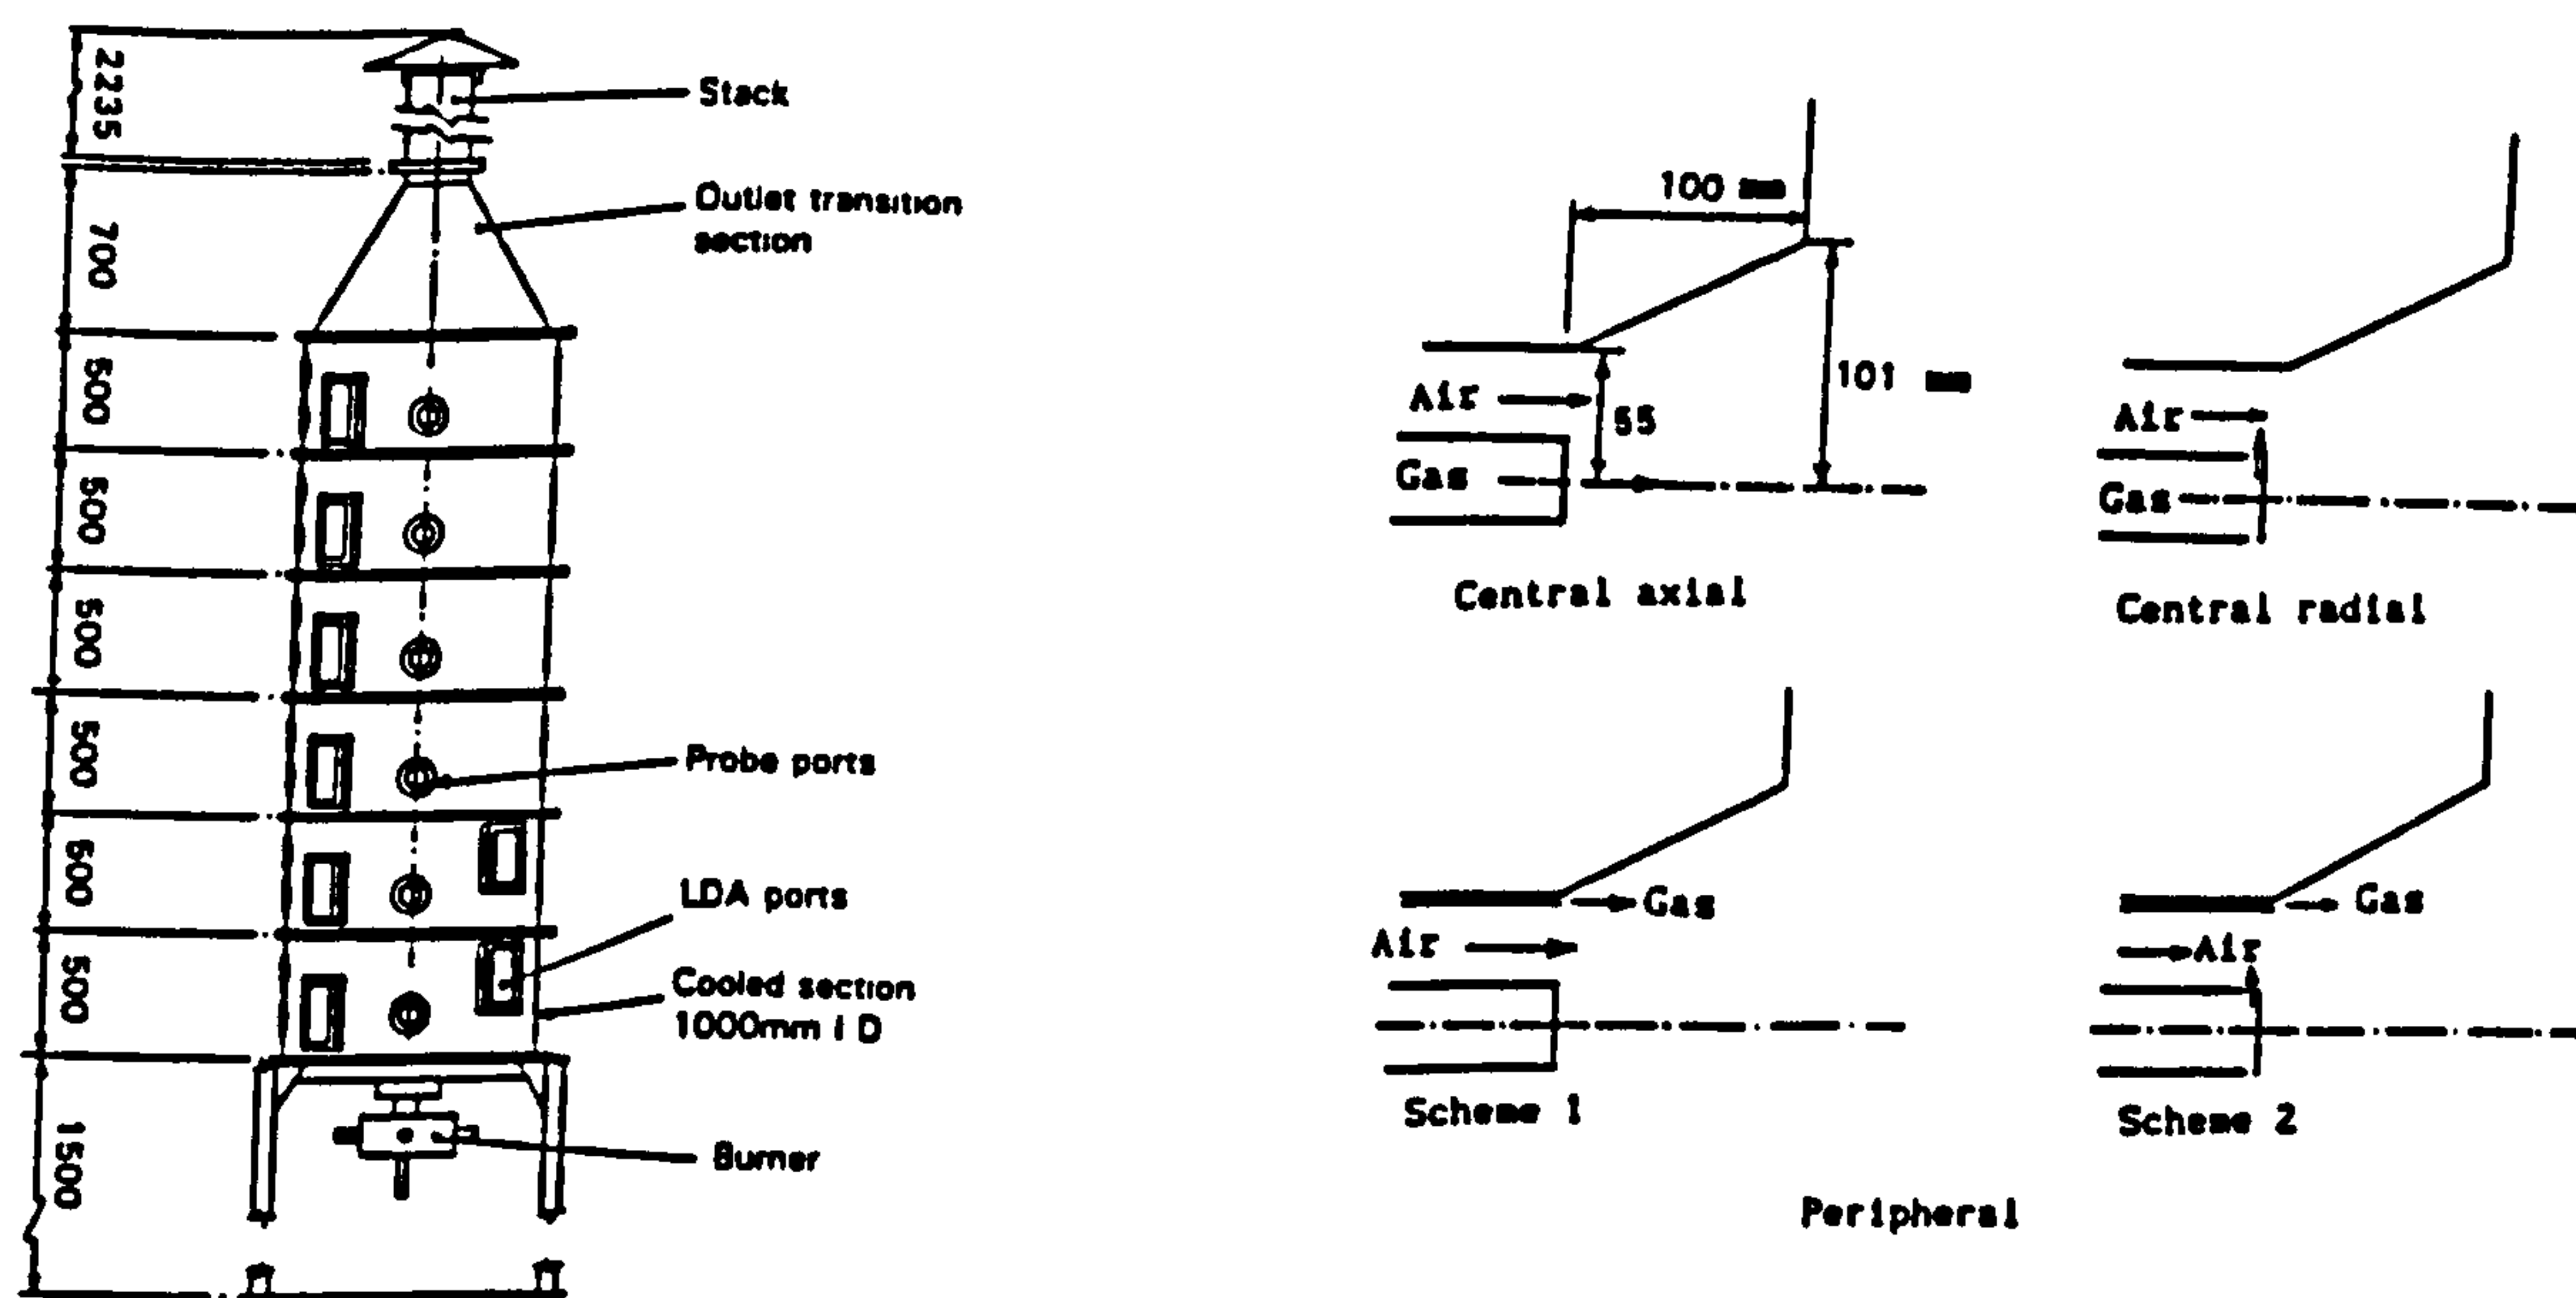 2235
Stack
Outlet transition
section
700
500
500
500
500
Probe ports
500
LDA ports
500
Cooled section
1000mm I D
1500
Burner
100 mm
Air
55
101 mm
Gas
Central axial
Air
Gas
Central radial
Gas
Air
Scheme 1
Gas
Air
Scheme 2
Peripheral